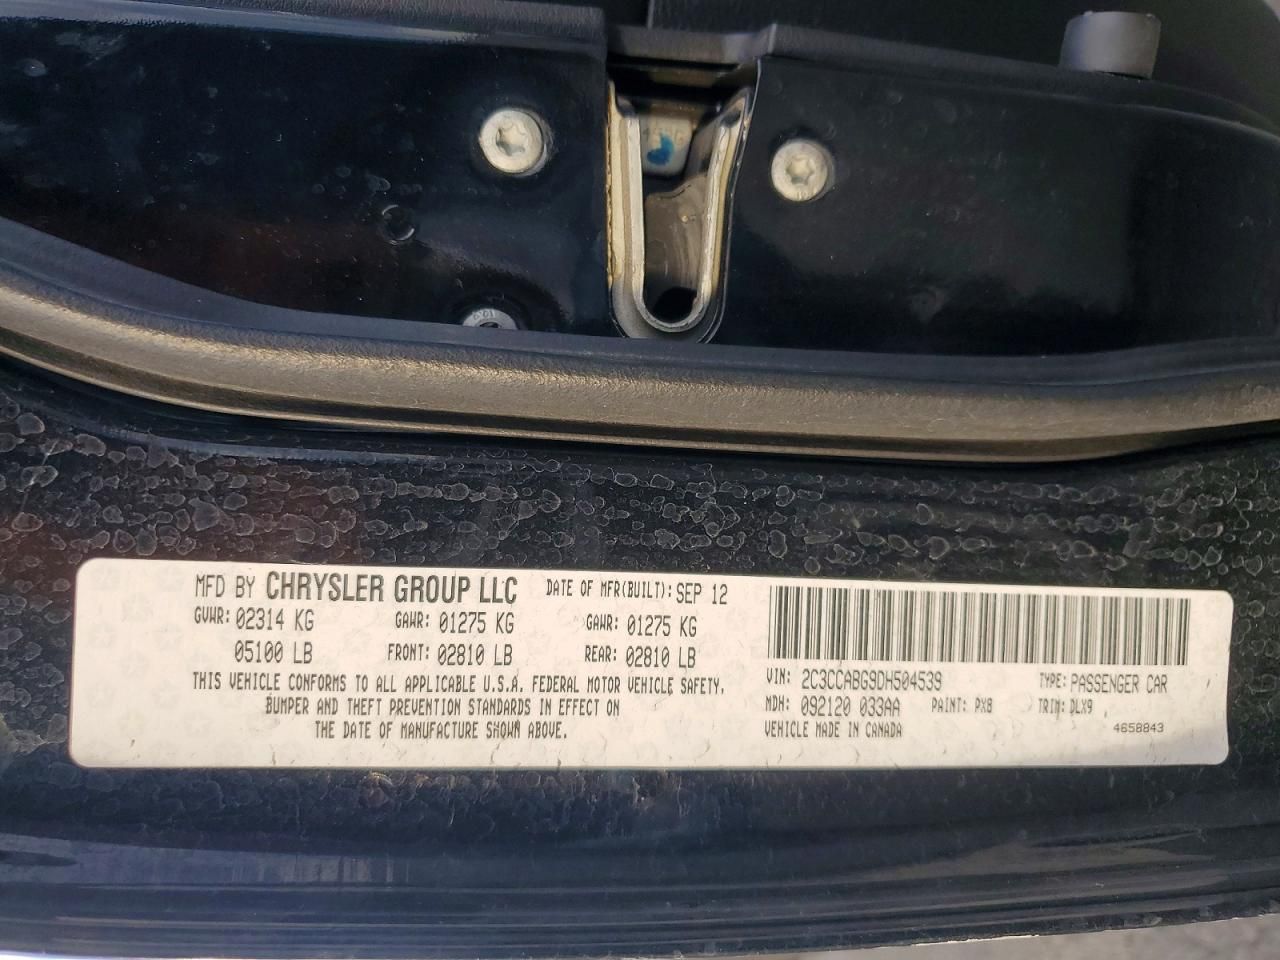 MFD BY CHRYSLER GROUP LLC DATE OF MFR(BUILT): SEP 12
GVWR: 02314 KG GAWR: 01275 KG GAWR: 01275 KG
05100 LB FRONT: 02810 LB REAR: 02810 LB
THIS VEHICLE CONFORMS TO ALL APPLICABLE U.S.A. FEDERAL MOTOR VEHICLE SAFETY,
BUMPER AND THEFT PREVENTION STANDARDS IN EFFECT ON
THE DATE OF MANUFACTURE SHOWN ABOVE.
VIN: 2C3CCABG9DH504539 TYPE: PASSENGER CAR
MDH: 092120 033AA PAINT: PX8 TRIM: DLX9
VEHICLE MADE IN CANADA 4658843